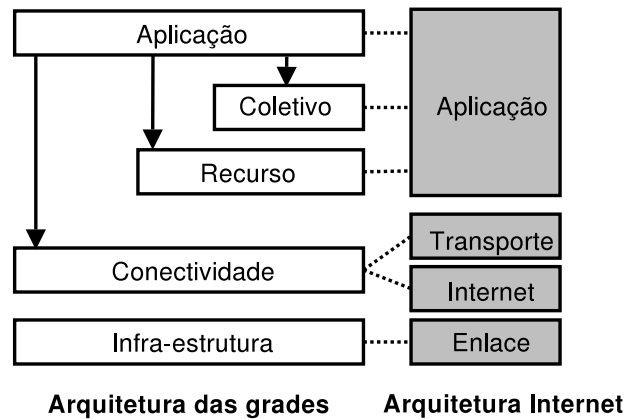 Aplicação
Coletivo
Aplicação
Recurso
Transporte
Conectividade
Internet
Infra-estrutura
Enlace
Arquitetura das grades
Arquitetura Internet